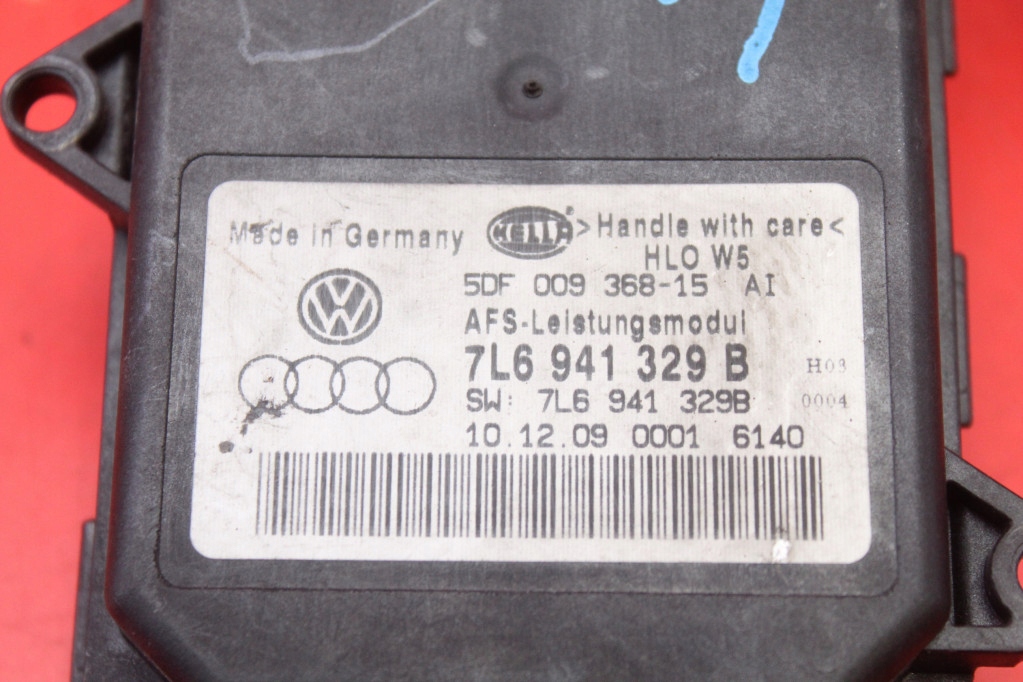 Made in Germany HELLA® >Handle with care<
HLO W5
5DF 009 368-15 AI
AFS-Leistungsmodul
7L6 941 329 B H03
SW: 7L6 941 329B 0004
10.12.09 0001 6140